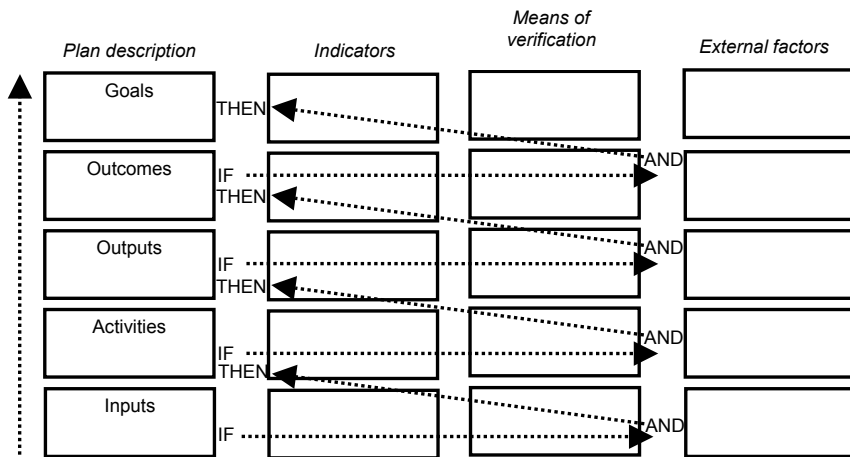 Plan description
Indicators
Means of
verification
External factors
Goals
THEN
AND
Outcomes
IF
THEN
AND
Outputs
IF
THEN
AND
Activities
IF
THEN
AND
Inputs
IF